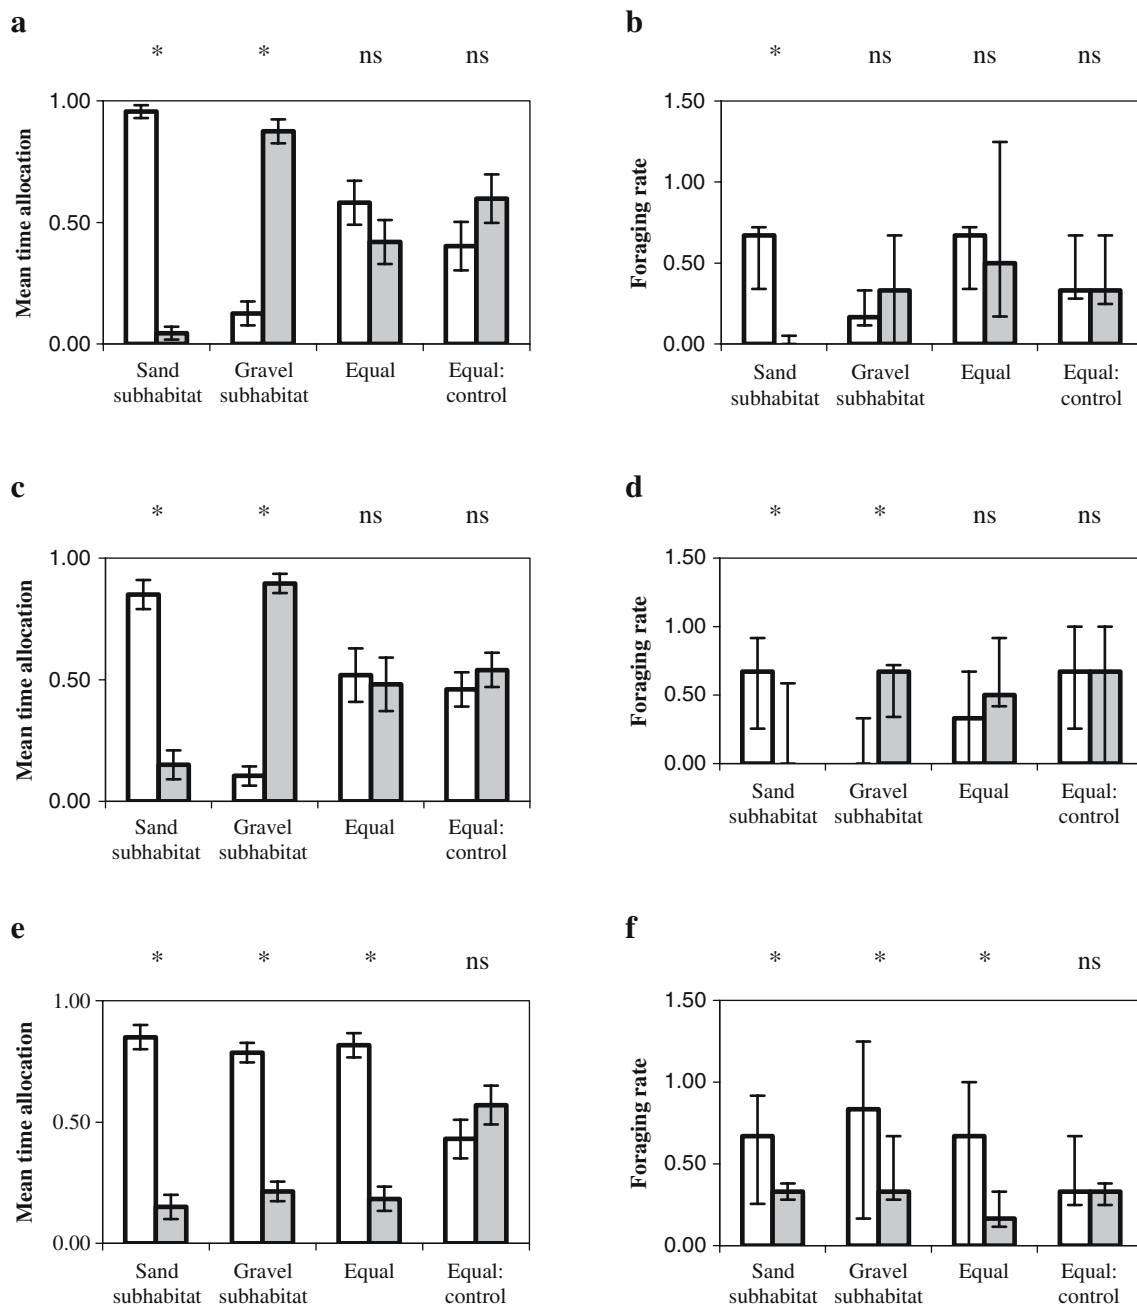 a
* * ns ns
Mean time allocation
1.00
0.50
0.00
Sand subhabitat
Gravel subhabitat
Equal
Equal: control
b
* ns ns ns
Foraging rate
1.50
1.00
0.50
0.00
Sand subhabitat
Gravel subhabitat
Equal
Equal: control
c
* * ns ns
Mean time allocation
1.00
0.50
0.00
Sand subhabitat
Gravel subhabitat
Equal
Equal: control
d
* * ns ns
Foraging rate
1.50
1.00
0.50
0.00
Sand subhabitat
Gravel subhabitat
Equal
Equal: control
e
* * * ns
Mean time allocation
1.00
0.50
0.00
Sand subhabitat
Gravel subhabitat
Equal
Equal: control
f
* * * ns
Foraging rate
1.50
1.00
0.50
0.00
Sand subhabitat
Gravel subhabitat
Equal
Equal: control